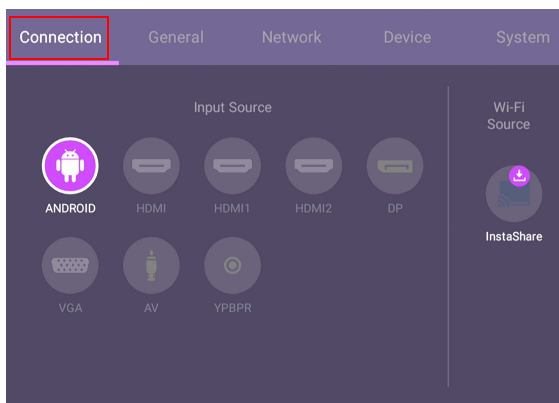 Connection General Network Device System
Input Source
Wi-Fi
Source
ANDROID HDMI HDMI1 HDMI2 DP
InstaShare
VGA AV YPBPR